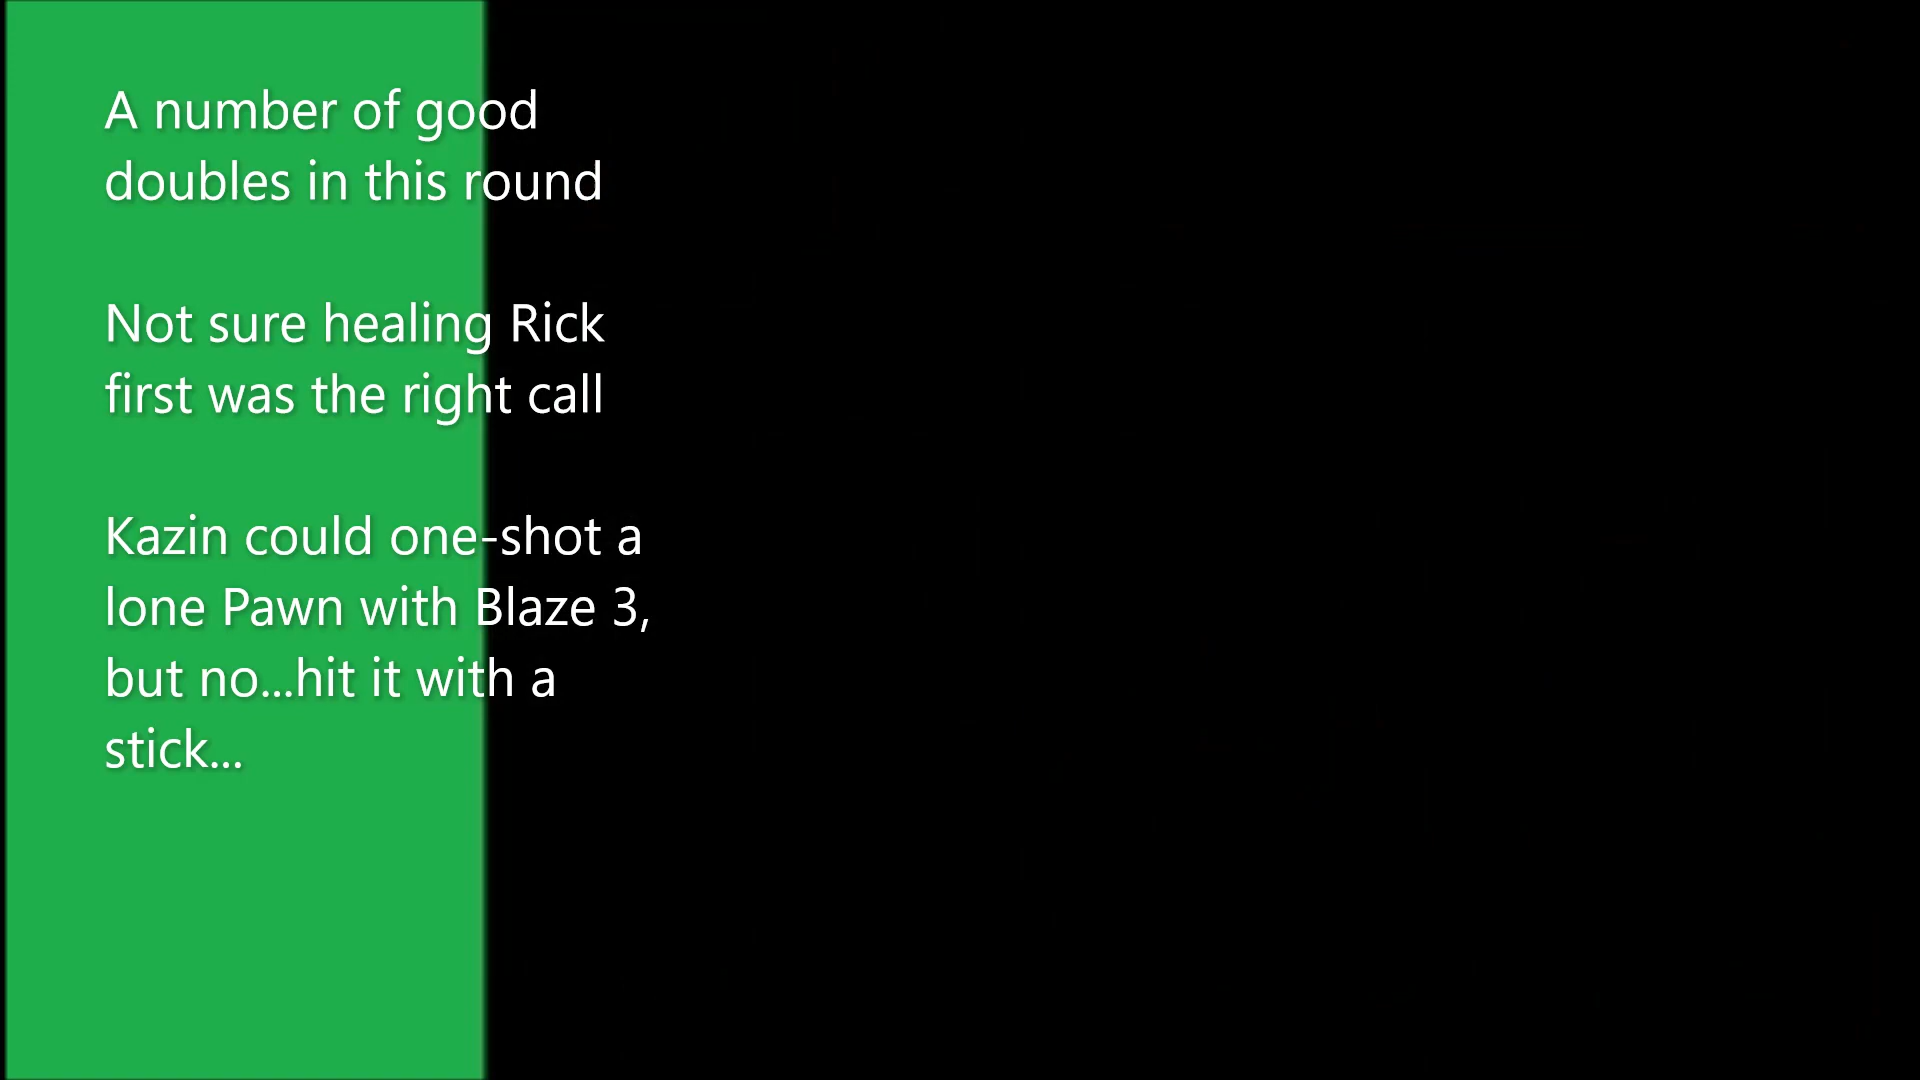 A number of good
doubles in this round
Not sure healing Rick
first was the right call
Kazin could one-shot a
lone Pawn with Blaze 3,
but no...hit it with a
stick...